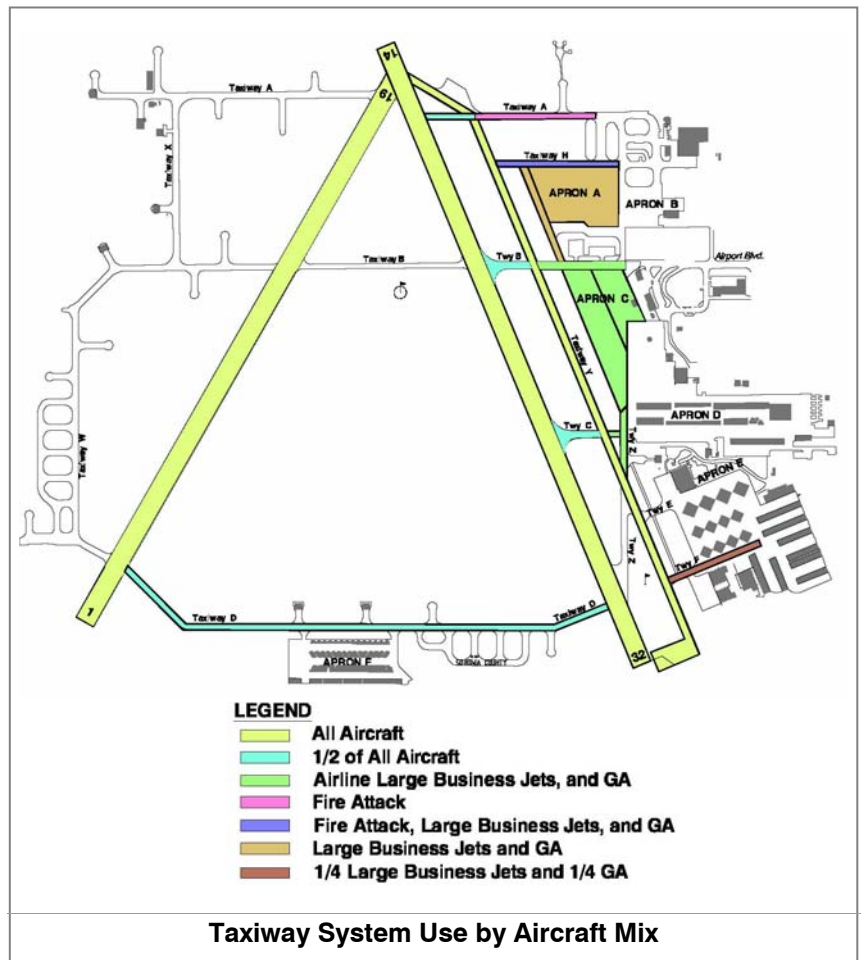 14
19
Taxiway A
Taxiway A
Taxiway X
Taxiway H
APRON A
APRON B
Taxiway B
Twy B
Airport Blvd.
APRON C
Taxiway Y
Twy C
APRON D
Twy Z
Taxiway W
APRON E
Twy E
Twy Z
Twy F
1
Taxiway D
Taxiway D
APRON F
SONOMA COUNTY
32
LEGEND
All Aircraft
1/2 of All Aircraft
Airline Large Business Jets, and GA
Fire Attack
Fire Attack, Large Business Jets, and GA
Large Business Jets and GA
1/4 Large Business Jets and 1/4 GA
Taxiway System Use by Aircraft Mix